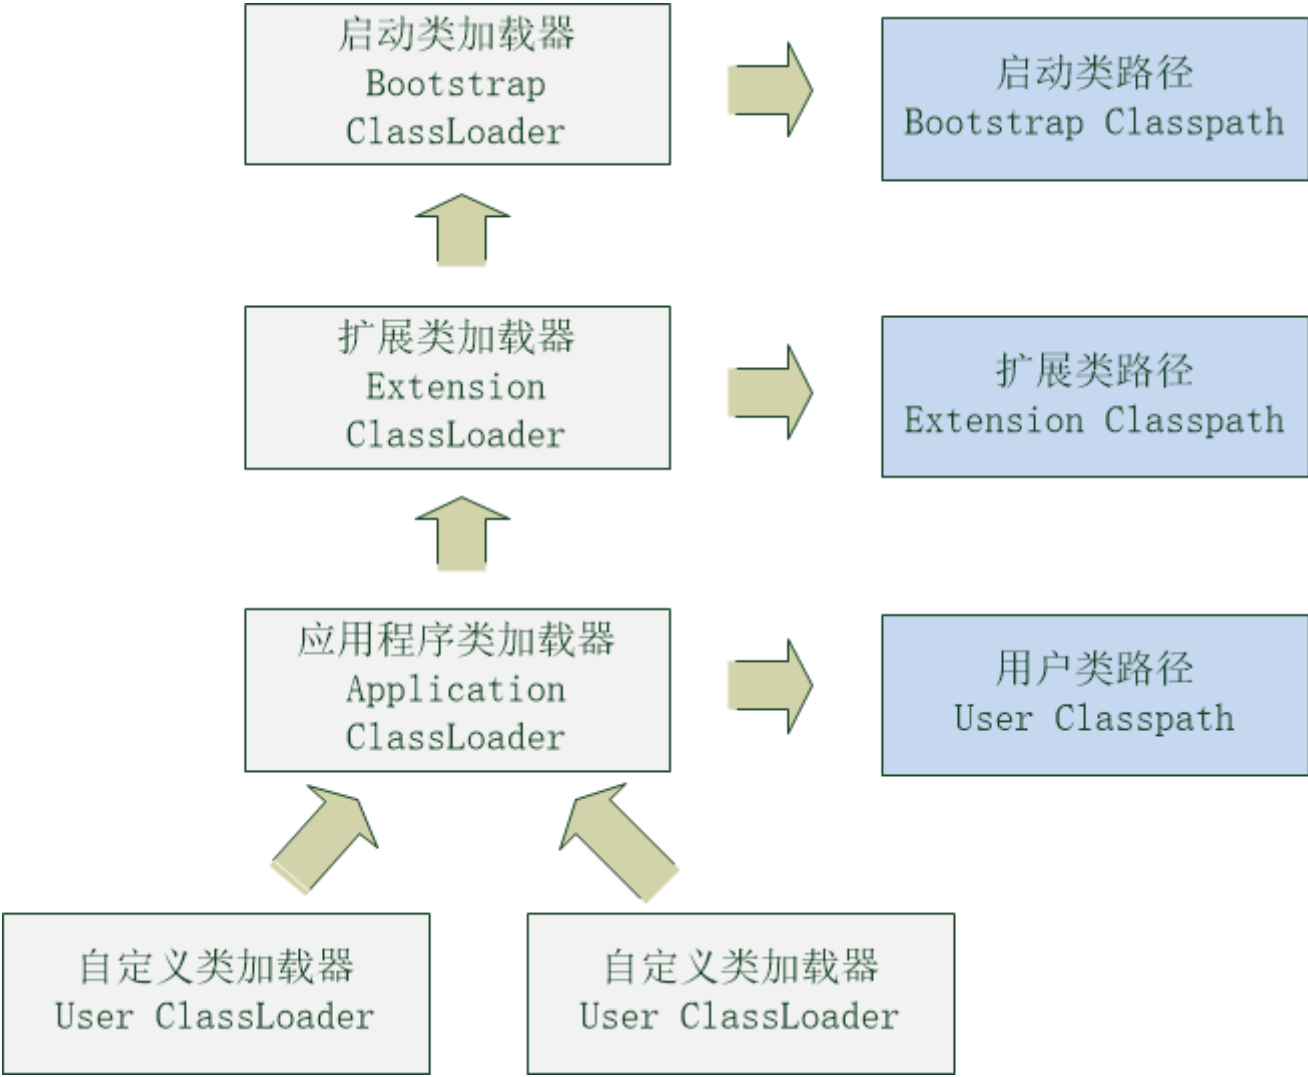 启动类加载器
Bootstrap
ClassLoader
启动类路径
Bootstrap Classpath
扩展类加载器
Extension
ClassLoader
扩展类路径
Extension Classpath
应用程序类加载器
Application
ClassLoader
用户类路径
User Classpath
自定义类加载器
User ClassLoader
自定义类加载器
User ClassLoader